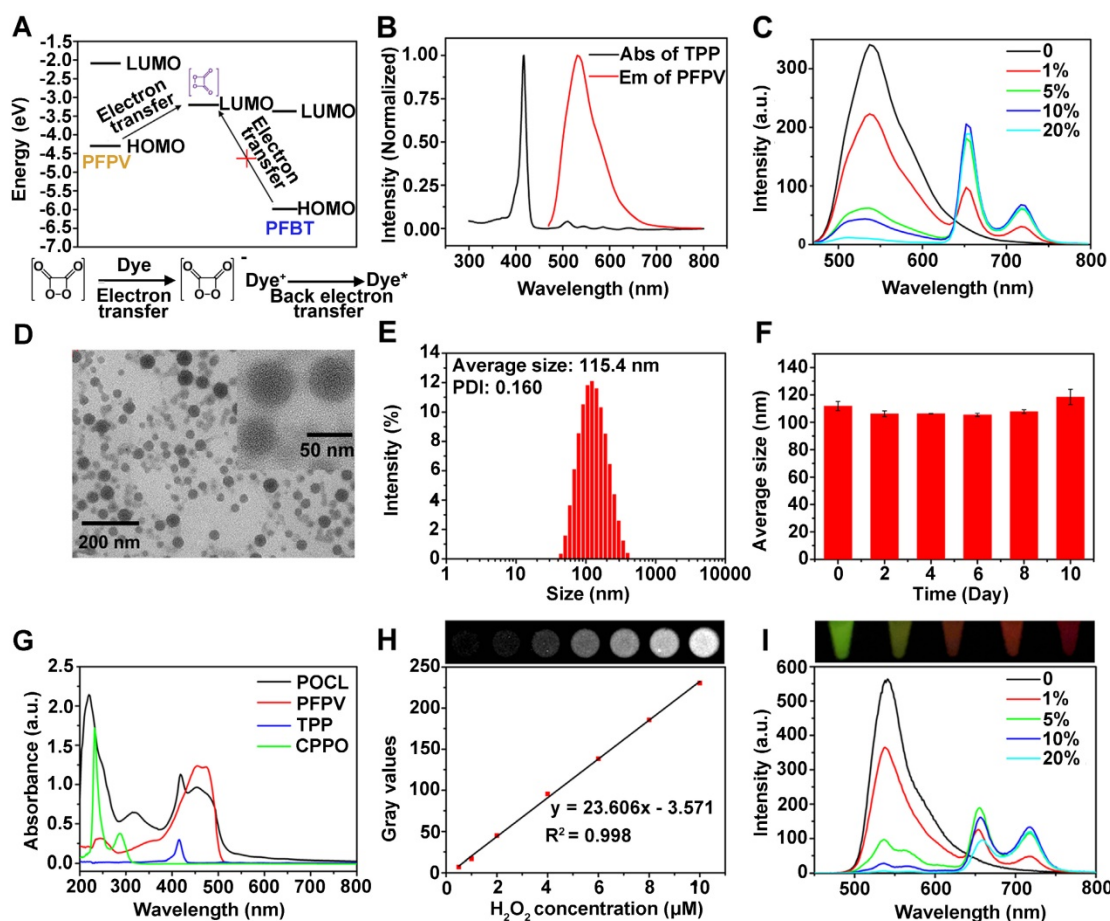 A
-1.5
-2.0
-2.5
-3.0
-3.5
-4.0
-4.5
-5.0
-5.5
-6.0
-6.5
-7.0
Energy (eV)
LUMO
Electron
transfer
HOMO
PFPV
LUMO
LUMO
Electron
transfer
HOMO
PFBT
O O
O-O
Dye
Electron
transfer
O O
O-O
-
Dye+
Dye*
Back electron
transfer
B
Intensity (Normalized)
1.00
0.75
0.50
0.25
0.00
Abs of TPP
Em of PFPV
300 400 500 600 700 800
Wavelength (nm)
C
Intensity (a.u.)
300
200
100
0
0
1%
5%
10%
20%
500 600 700 800
Wavelength (nm)
D
200 nm
50 nm
E
Intensity (%)
14
12
10
8
6
4
2
0
Average size: 115.4 nm
PDI: 0.160
1 10 100 1000 10000
Size (nm)
F
Average size (nm)
140
120
100
80
60
40
20
0
0 2 4 6 8 10
Time (Day)
G
Absorbance (a.u.)
2.5
2.0
1.5
1.0
0.5
0.0
POCL
PFPV
TPP
CPPO
200 300 400 500 600 700 800
Wavelength (nm)
H
Gray values
250
200
150
100
50
0
y = 23.606x - 3.571
R² = 0.998
0 2 4 6 8 10
H₂O₂ concentration (µM)
I
Intensity (a.u.)
600
500
400
300
200
100
0
0
1%
5%
10%
20%
500 600 700 800
Wavelength (nm)